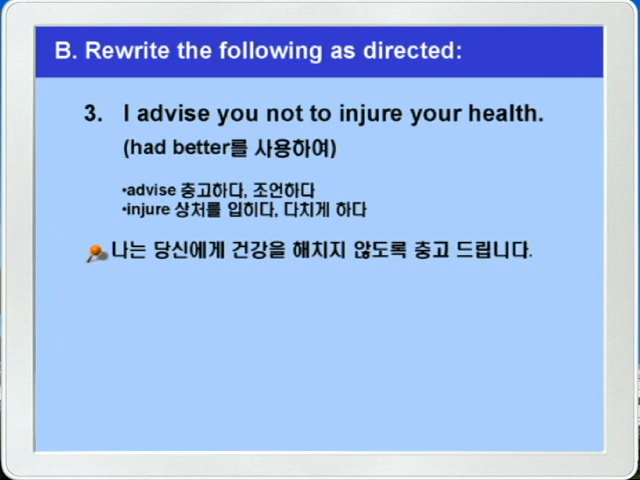 B. Rewrite the following as directed:
3. I advise you not to injure your health.
(had better를 사용하여)
•advise 충고하다, 조언하다
•injure 상처를 입히다, 다치게 하다
나는 당신에게 건강을 해치지 않도록 충고 드립니다.